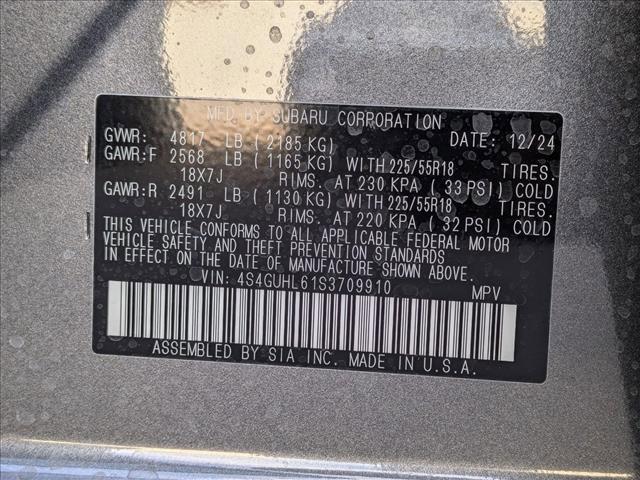 MFD BY SUBARU CORPORATION
GVWR: 4817 LB ( 2185 KG) DATE: 12/24
GAWR:F 2568 LB ( 1165 KG) WITH 225/55R18 TIRES.
18X7J RIMS. AT 230 KPA ( 33 PSI) COLD
GAWR:R 2491 LB ( 1130 KG) WITH 225/55R18 TIRES.
18X7J RIMS. AT 220 KPA ( 32 PSI) COLD
THIS VEHICLE CONFORMS TO ALL APPLICABLE FEDERAL MOTOR
VEHICLE SAFETY AND THEFT PREVENTION STANDARDS
IN EFFECT ON THE DATE OF MANUFACTURE SHOWN ABOVE.
VIN: 4S4GUHL61S3709910 MPV
ASSEMBLED BY SIA INC. MADE IN U.S.A.